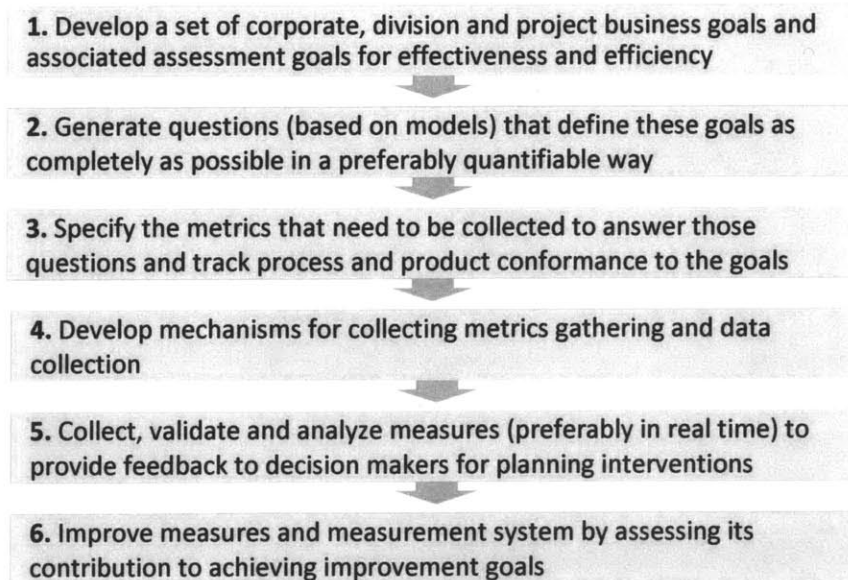 1. Develop a set of corporate, division and project business goals and
associated assessment goals for effectiveness and efficiency
2. Generate questions (based on models) that define these goals as
completely as possible in a preferably quantifiable way
3. Specify the metrics that need to be collected to answer those
questions and track process and product conformance to the goals
4. Develop mechanisms for collecting metrics gathering and data
collection
5. Collect, validate and analyze measures (preferably in real time) to
provide feedback to decision makers for planning interventions
6. Improve measures and measurement system by assessing its
contribution to achieving improvement goals